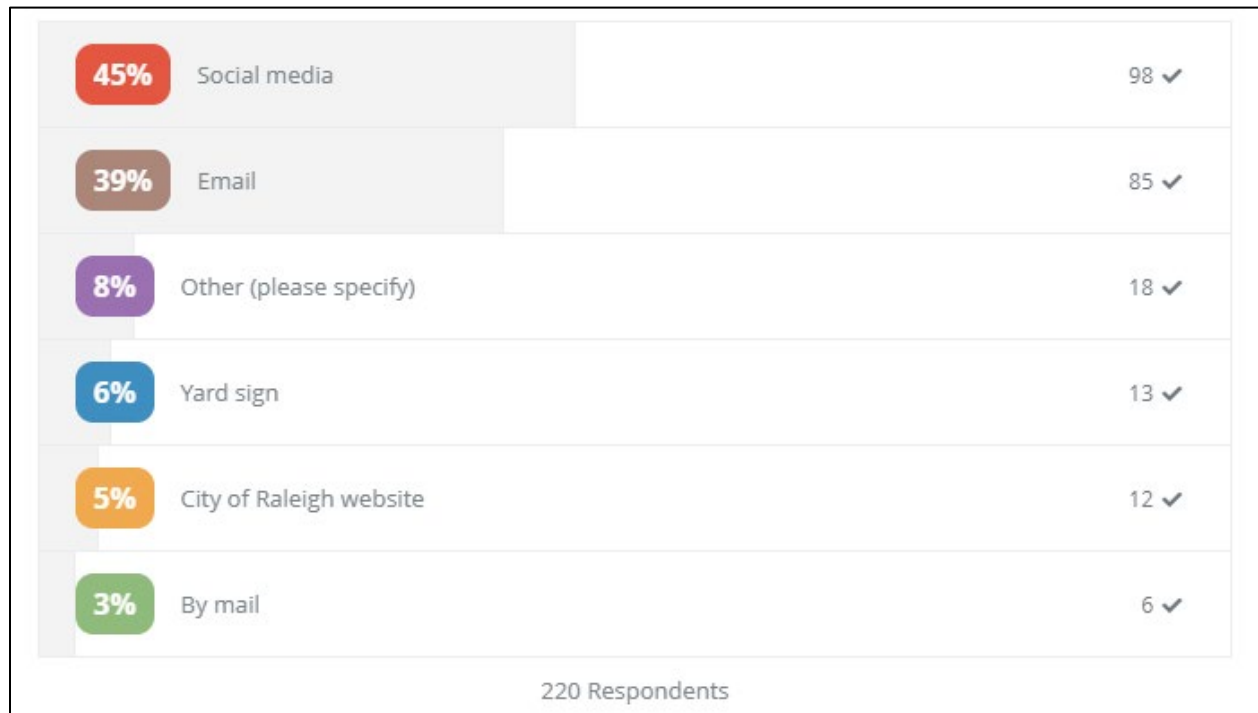 45% Social media 98 ✔
39% Email 85 ✔
8% Other (please specify) 18 ✔
6% Yard sign 13 ✔
5% City of Raleigh website 12 ✔
3% By mail 6 ✔
220 Respondents